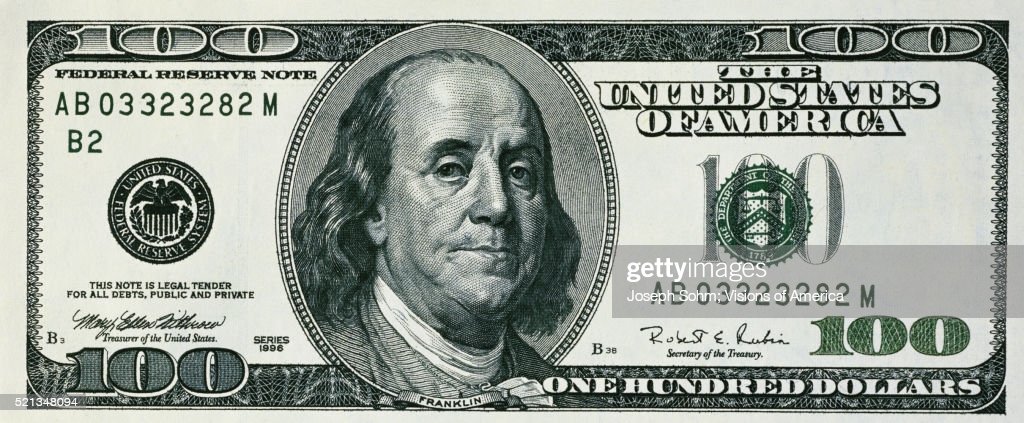 100
100
FEDERAL RESERVE NOTE
THE
UNITED STATES
OF AMERICA
AB 03323282 M
B2
100
UNITED STATES
FEDERAL RESERVE SYSTEM
THE DEPARTMENT OF THE
1789
gettyimages
Joseph Sohm; Visions of America
THIS NOTE IS LEGAL TENDER
FOR ALL DEBTS, PUBLIC AND PRIVATE
AB 03323282 M
Mary Ellen Withrow
Robert E. Rubin
B3
Treasurer of the United States.
SERIES
1996
B 38
Secretary of the Treasury.
100
100
ONE HUNDRED DOLLARS
FRANKLIN
521348094